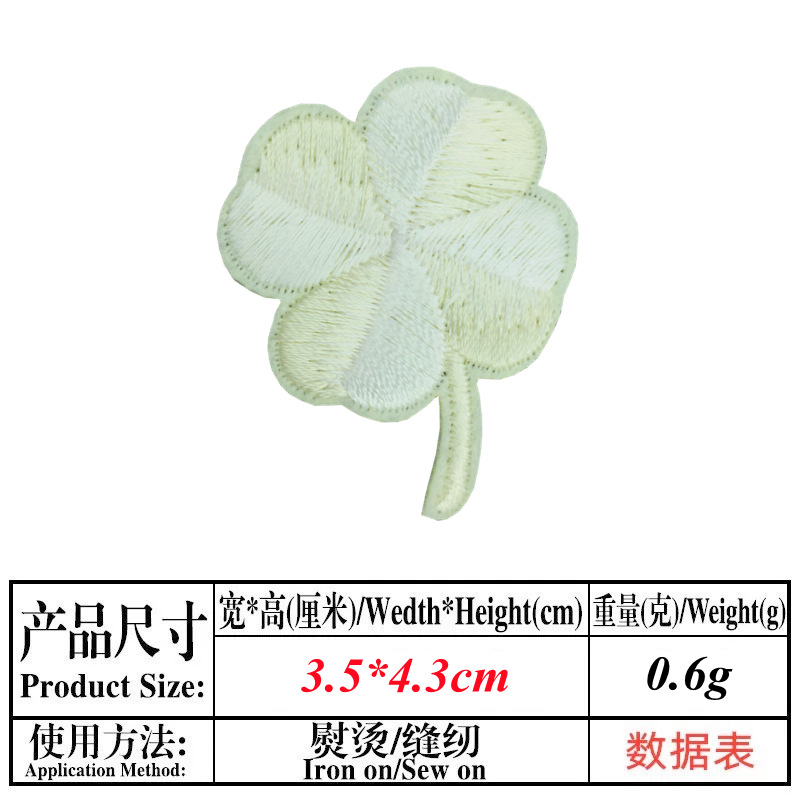 产品尺寸
Product Size:
宽*高(厘米)/Wedth*Height(cm)
重量(克)/Weight(g)
3.5*4.3cm
0.6g
使用方法:
Application Method:
熨烫/缝纫
Iron on/Sew on
数据表